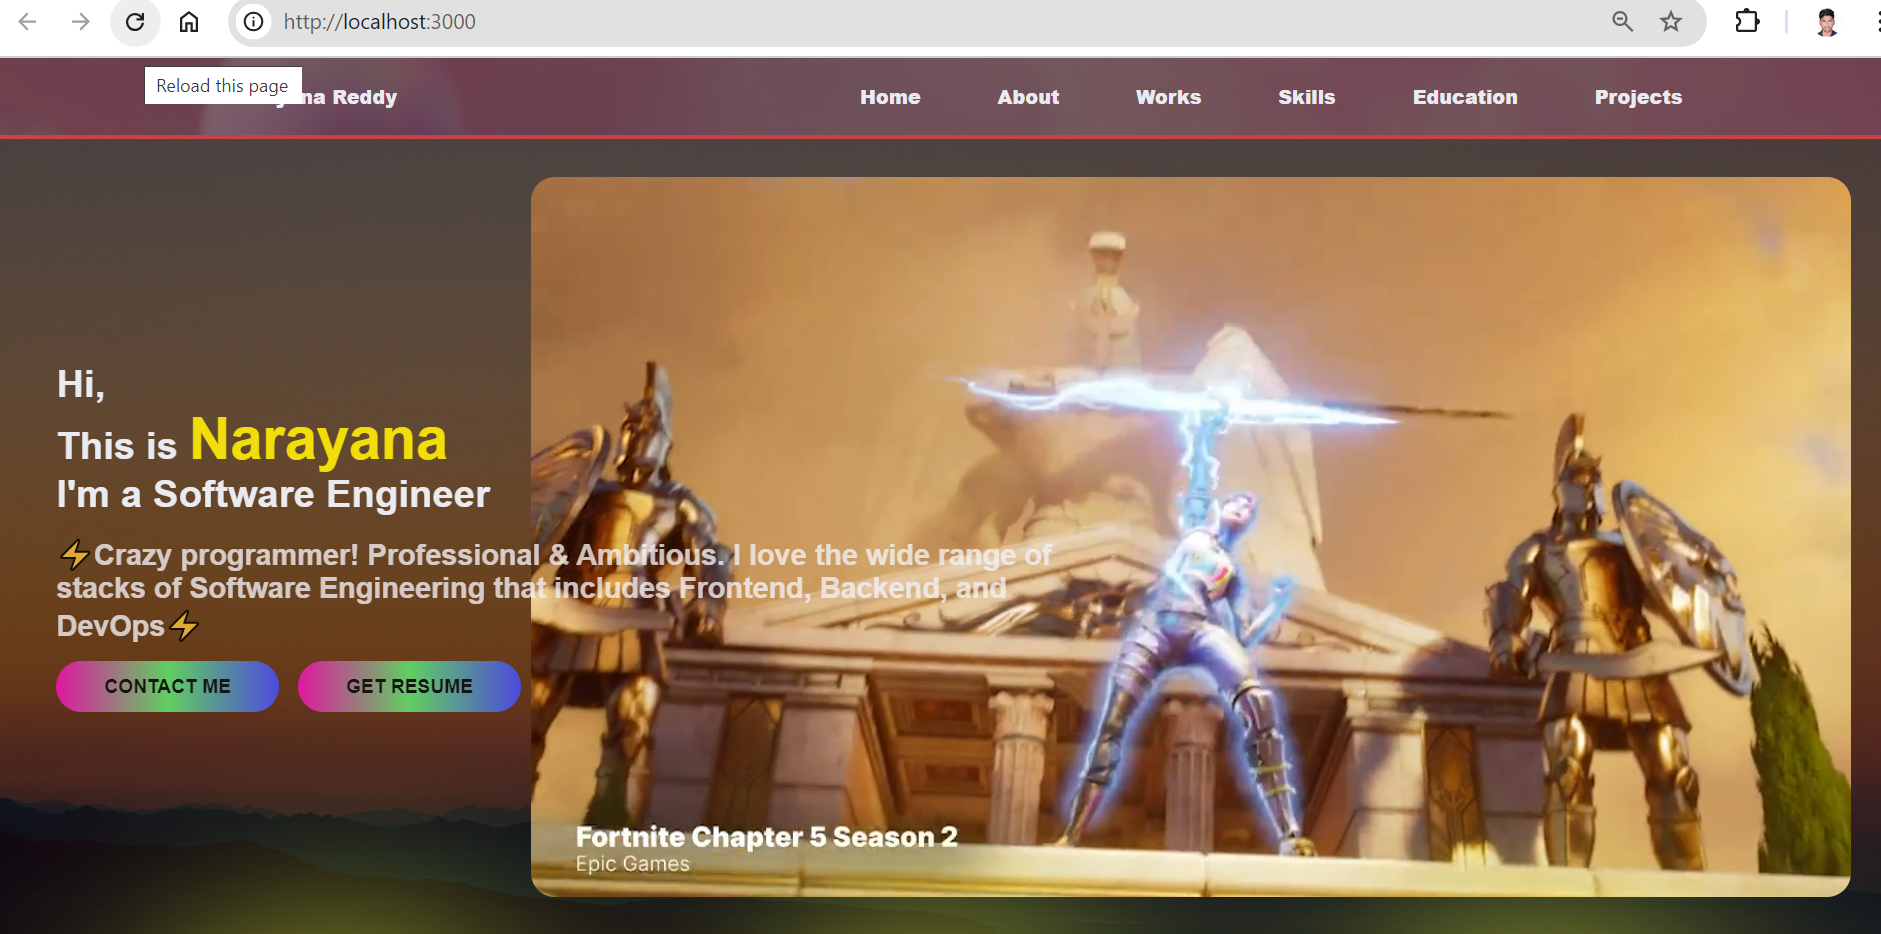 http://localhost:3000
Reload this page
na Reddy
Home
About
Works
Skills
Education
Projects
Hi,
This is Narayana
I'm a Software Engineer
⚡Crazy programmer! Professional & Ambitious. I love the wide range of
stacks of Software Engineering that includes Frontend, Backend, and
DevOps⚡
CONTACT ME
GET RESUME
Fortnite Chapter 5 Season 2
Epic Games